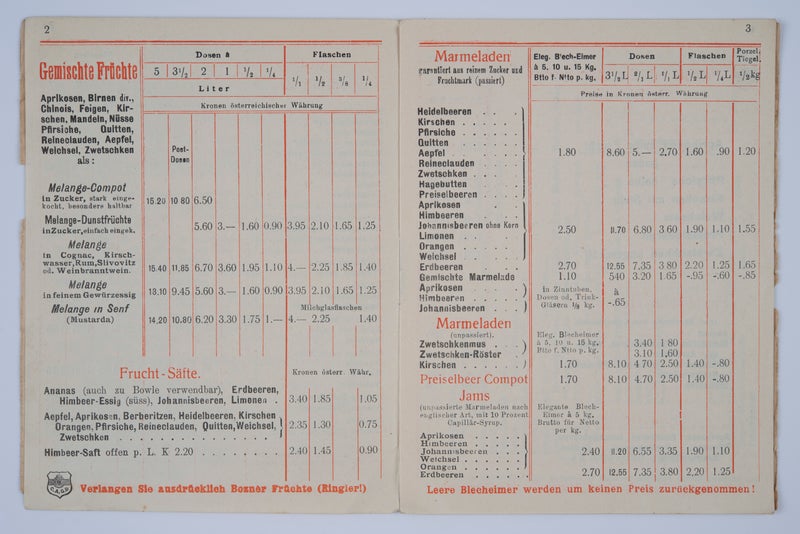 2
Gemischte Früchte
Aprikosen, Birnen div.,
Chinois, Feigen, Kir-
schen, Mandeln, Nüsse
Pfirsiche, Quitten,
Reineclauden, Aepfel,
Weichsel, Zwetschken
als:
Dosen à Flaschen
5 3½ 2 1 ½ ¼ 1/1 ½ 3/8 ¼
Liter
Kronen österreichischer Währung
Post-
Dosen
Melange-Compot
in Zucker, stark einge-
kocht, besonders haltbar 15.20 10 80 6.50
Melange-Dunstfrüchte
in Zucker, einfach eingek. 5.60 3.— 1.60 0.90 3.95 2.10 1.65 1.25
Melange
in Cognac, Kirsch-
wasser, Rum, Slivovitz
od. Weinbranntwein. 15.40 11.85 6.70 3.60 1.95 1.10 4.— 2.25 1.85 1.40
Melange
in feinem Gewürzessig 13.10 9.45 5.60 3.— 1.60 0.90 3.95 2.10 1.65 1.25
Melange in Senf Milchglasflaschen
(Mustarda) 14.20 10.80 6.20 3.30 1.75 1.— 4.— 2.25 1.40
Frucht-Säfte. Kronen österr. Währ.
Ananas (auch zu Bowle verwendbar), Erdbeeren,
Himbeer-Essig (süss), Johannisbeeren, Limonen . 3.40 1.85 1.05
Aepfel, Aprikosen, Berberitzen, Heidelbeeren, Kirschen
Orangen, Pfirsiche, Reineclauden, Quitten, Weichsel,
Zwetschken 2.35 1.30 0.75
Himbeer-Saft offen p. L. K 2.20 2.40 1.45 0.90
Verlangen Sie ausdrücklich Bozner Früchte (Ringler!)
3
Marmeladen
garantiert aus reinem Zucker und
Fruchtmark (passiert)
Eleg. Blech-Eimer
à 5, 10 u. 15 Kg.
Btto f. Ntto p. kg.
Dosen Flaschen Porzel.
Tiegel.
3½ L 2/1 L 1/1 L ½ L ¼ L ½ kg
Preise in Kronen österr. Währung
Heidelbeeren
Kirschen
Pfirsiche
Quitten
Aepfel 1.80 8.60 5.— 2.70 1.60 .90 1.20
Reineclauden
Zwetschken
Hagebutten
Preiselbeeren
Aprikosen
Himbeeren
Johannisbeeren ohne Kern
Limonen 2.50 11.70 6.80 3 60 1.90 1.10 1.55
Orangen
Weichsel
Erdbeeren 2.70 12.55 7.35 3 80 2.20 1.25 1.65
Gemischte Marmelade 1.10 540 3.20 1 65 -.95 -.60 -.85
Aprikosen
Himbeeren
Johannisbeeren
In Zinntuben,
Dosen od. Trink-
Gläsern ⅓ kg.
à
-.65
Marmeladen
(unpassiert).
Eleg. Blecheimer
à 5, 10 u. 15 kg.
Btto f. Ntto p. kg.
Zwetschkenmus 3.40 1 80
Zwetschken-Röster 3.10 1,60
Kirschen 1.70 8.10 4 70 2.50 1.40 -.80
Preiselbeer Compot 1.70 8.10 4.70 2.50 1.40 -.80
Jams
(unpassierte Marmeladen nach
englischer Art, mit 10 Prozent
Capillär-Syrup.
Elegante Blech-
Eimer à 5 kg.
Brutto für Netto
per kg.
Aprikosen
Himbeeren
Johannisbeeren 2.40 11.20 6.55 3.35 1.90 1.10
Weichsel
Orangen
Erdbeeren 2.70 12,55 7.35 3.80 2,20 1.25
Leere Blecheimer werden um keinen Preis zurückgenommen!